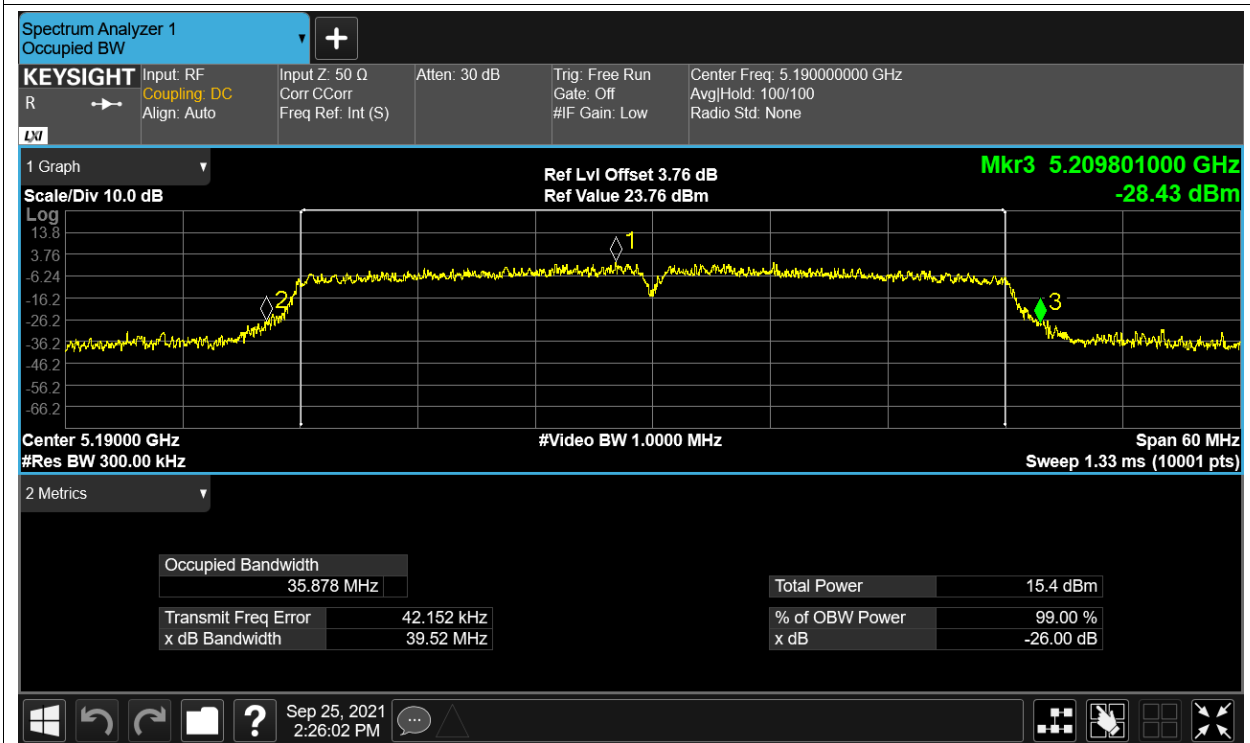 Spectrum Analyzer 1
Occupied BW
KEYSIGHT Input: RF Input Z: 50 Ω Atten: 30 dB Trig: Free Run Center Freq: 5.190000000 GHz
R Coupling: DC Corr CCorr Gate: Off Avg|Hold: 100/100
Align: Auto Freq Ref: Int (S) #IF Gain: Low Radio Std: None
LXI
1 Graph Ref Lvl Offset 3.76 dB Mkr3 5.209801000 GHz
Scale/Div 10.0 dB Ref Value 23.76 dBm -28.43 dBm
Log
13.8
3.76
-6.24
-16.2
-26.2
-36.2
-46.2
-56.2
-66.2
1
2
3
Center 5.19000 GHz #Video BW 1.0000 MHz Span 60 MHz
#Res BW 300.00 kHz Sweep 1.33 ms (10001 pts)
2 Metrics
Occupied Bandwidth
35.878 MHz Total Power 15.4 dBm
Transmit Freq Error 42.152 kHz % of OBW Power 99.00 %
x dB Bandwidth 39.52 MHz x dB -26.00 dB
Sep 25, 2021
2:26:02 PM